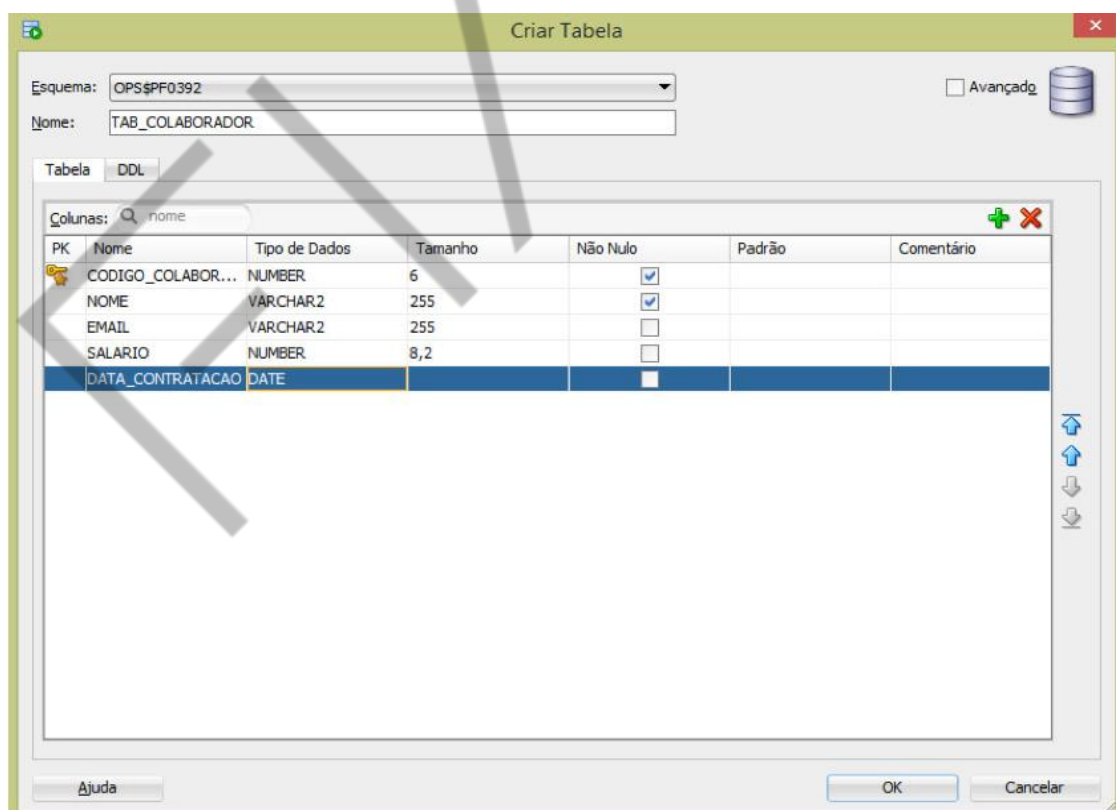 Criar Tabela
Esquema: OPS$PF0392 Avançado
Nome: TAB_COLABORADOR
Tabela DDL
Colunas: nome
PK Nome Tipo de Dados Tamanho Não Nulo Padrão Comentário
CODIGO_COLABOR... NUMBER 6
NOME VARCHAR2 255
EMAIL VARCHAR2 255
SALARIO NUMBER 8,2
DATA_CONTRATACAO DATE
Ajuda OK Cancelar